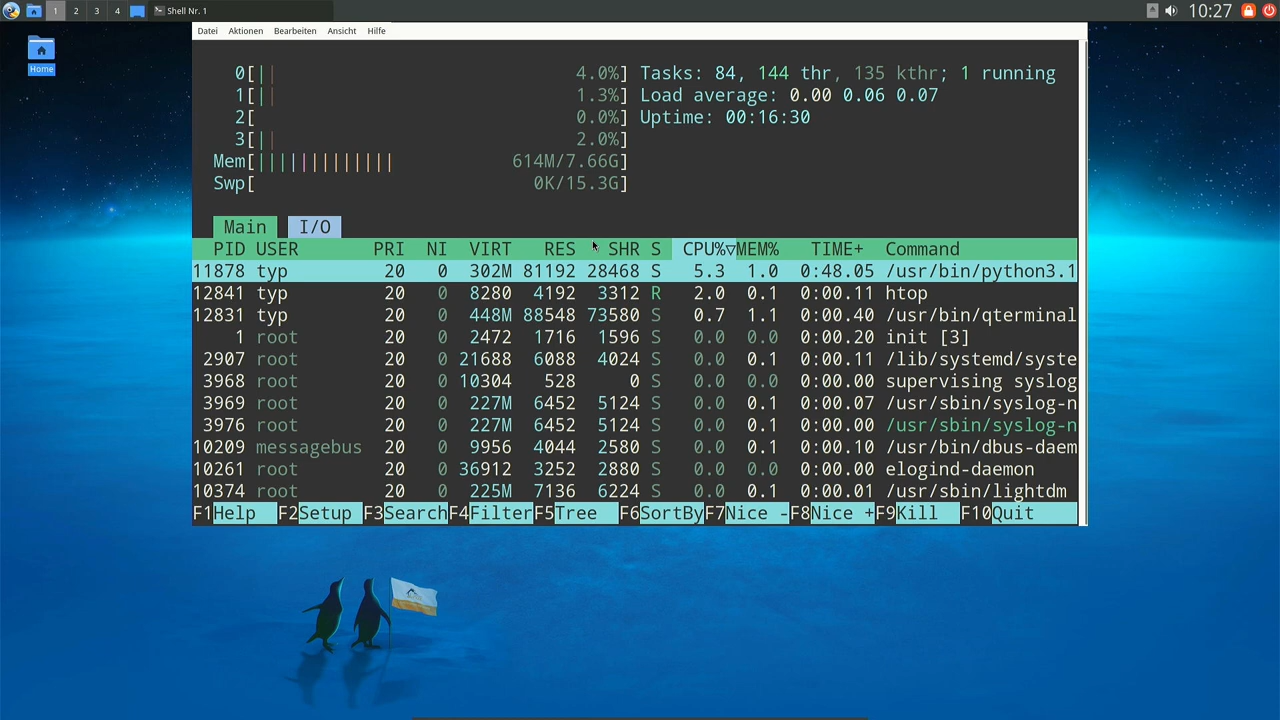 1 2 3 4 Shell Nr. 1 10:27
Datei Aktionen Bearbeiten Ansicht Hilfe
Home
0[|| 4.0%] Tasks: 84, 144 thr, 135 kthr; 1 running
1[|| 1.3%] Load average: 0.00 0.06 0.07
2[ 0.0%] Uptime: 00:16:30
3[|| 2.0%]
Mem[||||||||||||| 614M/7.66G]
Swp[ 0K/15.3G]
Main I/O
PID USER PRI NI VIRT RES SHR S CPU%▽MEM% TIME+ Command
11878 typ 20 0 302M 81192 28468 S 5.3 1.0 0:48.05 /usr/bin/python3.1
12841 typ 20 0 8280 4192 3312 R 2.0 0.1 0:00.11 htop
12831 typ 20 0 448M 88548 73580 S 0.7 1.1 0:00.40 /usr/bin/qterminal
1 root 20 0 2472 1716 1596 S 0.0 0.0 0:00.20 init [3]
2907 root 20 0 21688 6088 4024 S 0.0 0.1 0:00.11 /lib/systemd/syste
3968 root 20 0 10304 528 0 S 0.0 0.0 0:00.00 supervising syslog
3969 root 20 0 227M 6452 5124 S 0.0 0.1 0:00.07 /usr/sbin/syslog-n
3976 root 20 0 227M 6452 5124 S 0.0 0.1 0:00.00 /usr/sbin/syslog-n
10209 messagebus 20 0 9956 4044 2580 S 0.0 0.1 0:00.10 /usr/bin/dbus-daem
10261 root 20 0 36912 3252 2880 S 0.0 0.0 0:00.00 elogind-daemon
10374 root 20 0 225M 7136 6224 S 0.0 0.1 0:00.01 /usr/sbin/lightdm
F1Help F2Setup F3SearchF4FilterF5Tree F6SortByF7Nice -F8Nice +F9Kill F10Quit